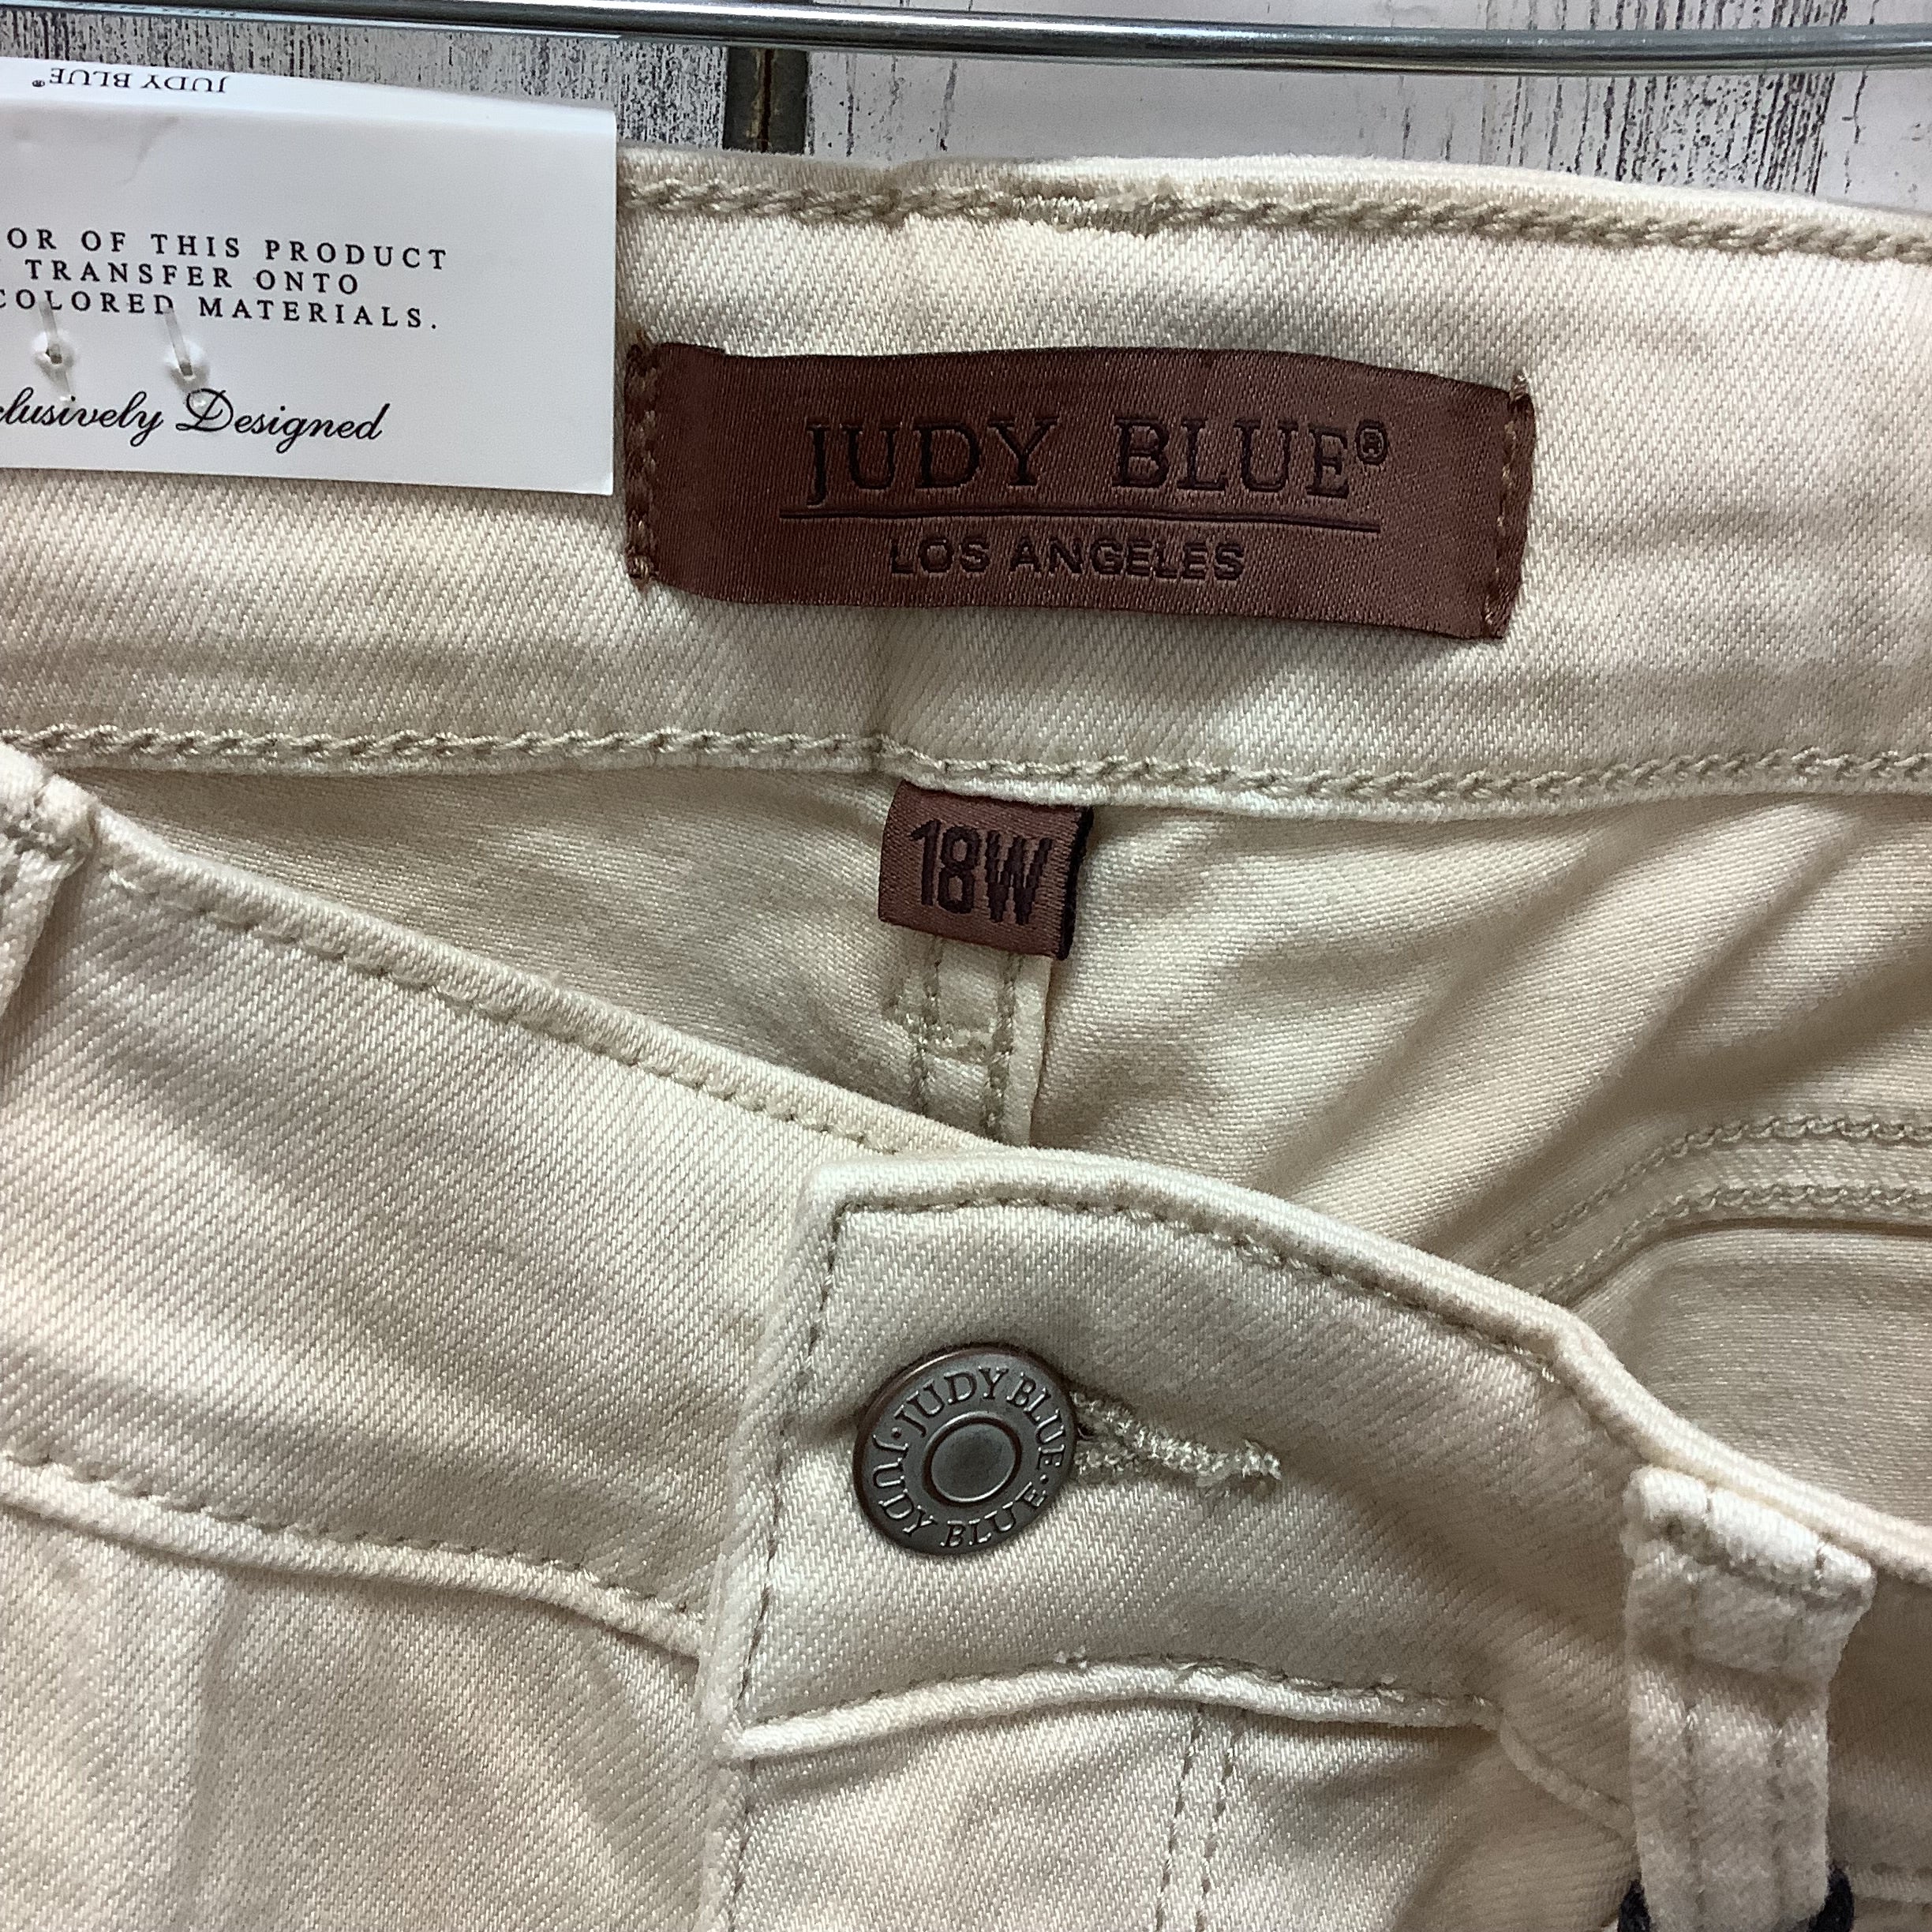 JUDY BLUE®
OR OF THIS PRODUCT
TRANSFER ONTO
COLORED MATERIALS.
clusively Designed
JUDY BLUE®
LOS ANGELES
18W
JUDY BLUE · JUDY BLUE ·